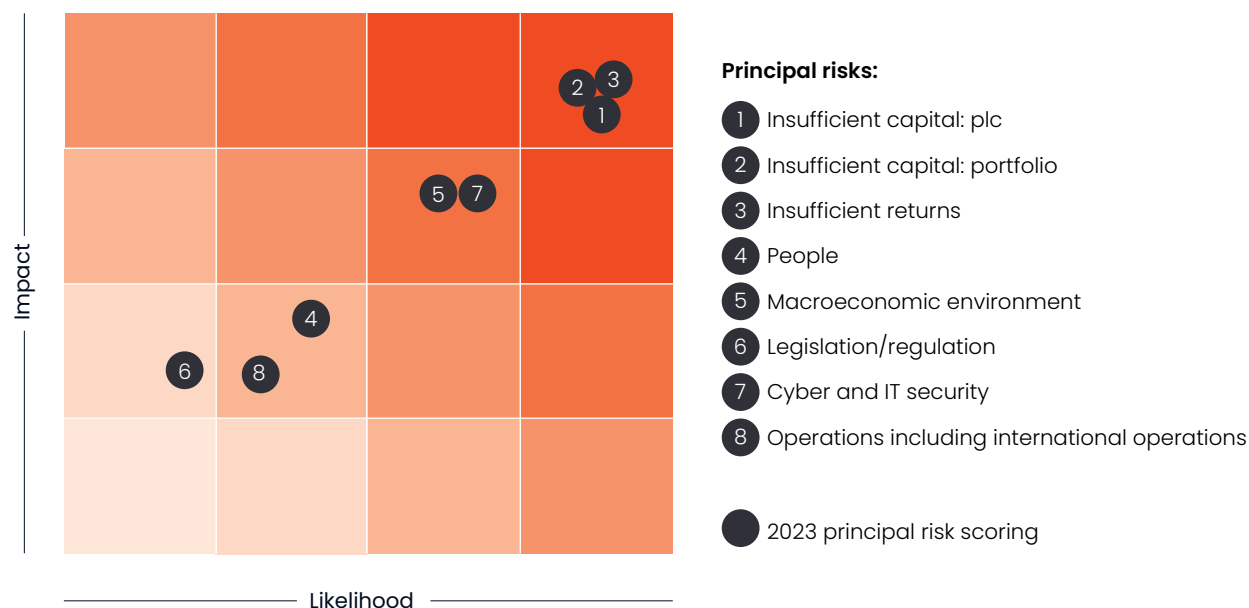 Impact
2
3
1
5
7
4
6
8
Likelihood
Principal risks:
1 Insufficient capital: plc
2 Insufficient capital: portfolio
3 Insufficient returns
4 People
5 Macroeconomic environment
6 Legislation/regulation
7 Cyber and IT security
8 Operations including international operations
2023 principal risk scoring